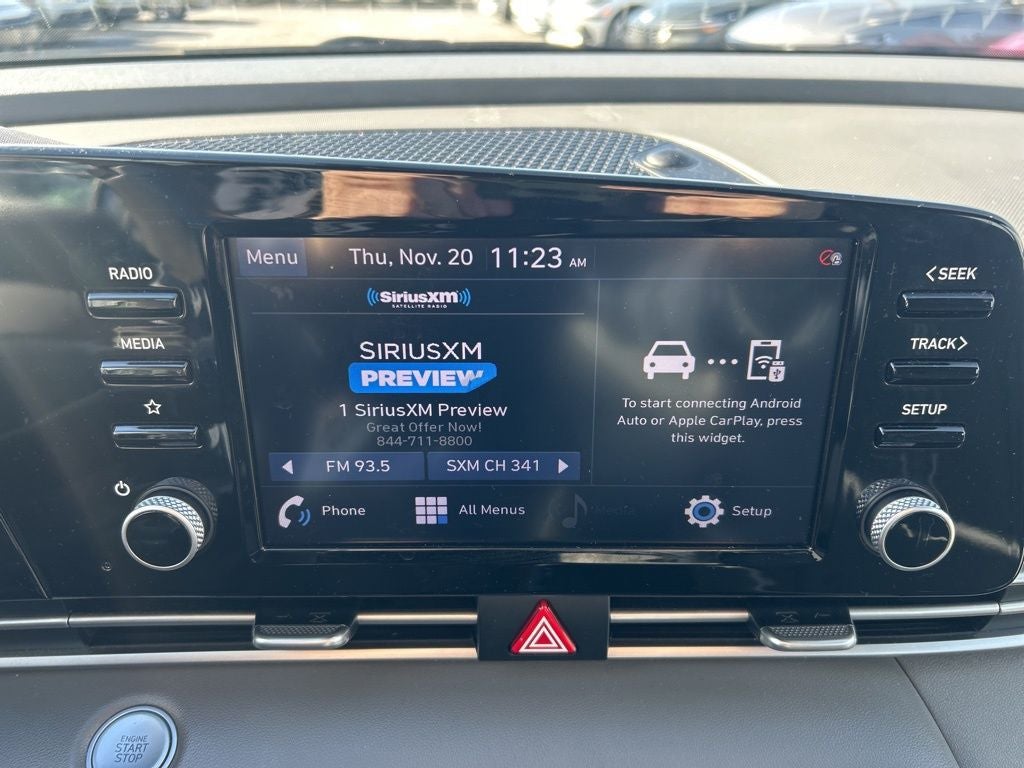 Menu
Thu, Nov. 20
11:23 AM
RADIO
MEDIA
((SiriusXM))
SATELLITE RADIO
SIRIUSXM
PREVIEW
1 SiriusXM Preview
Great Offer Now!
844-711-8800
FM 93.5
SXM CH 341
To start connecting Android
Auto or Apple CarPlay, press
this widget.
Phone
All Menus
Media
Setup
<SEEK
TRACK>
SETUP
ENGINE
START
STOP